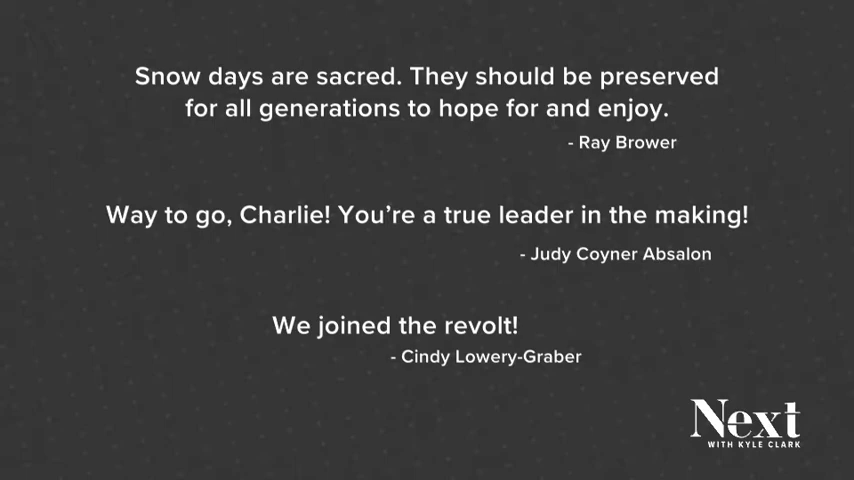 Snow days are sacred. They should be preserved
for all generations to hope for and enjoy.
- Ray Brower
Way to go, Charlie! You're a true leader in the making!
- Judy Coyner Absalon
We joined the revolt!
- Cindy Lowery-Graber
Next
WITH KYLE CLARK